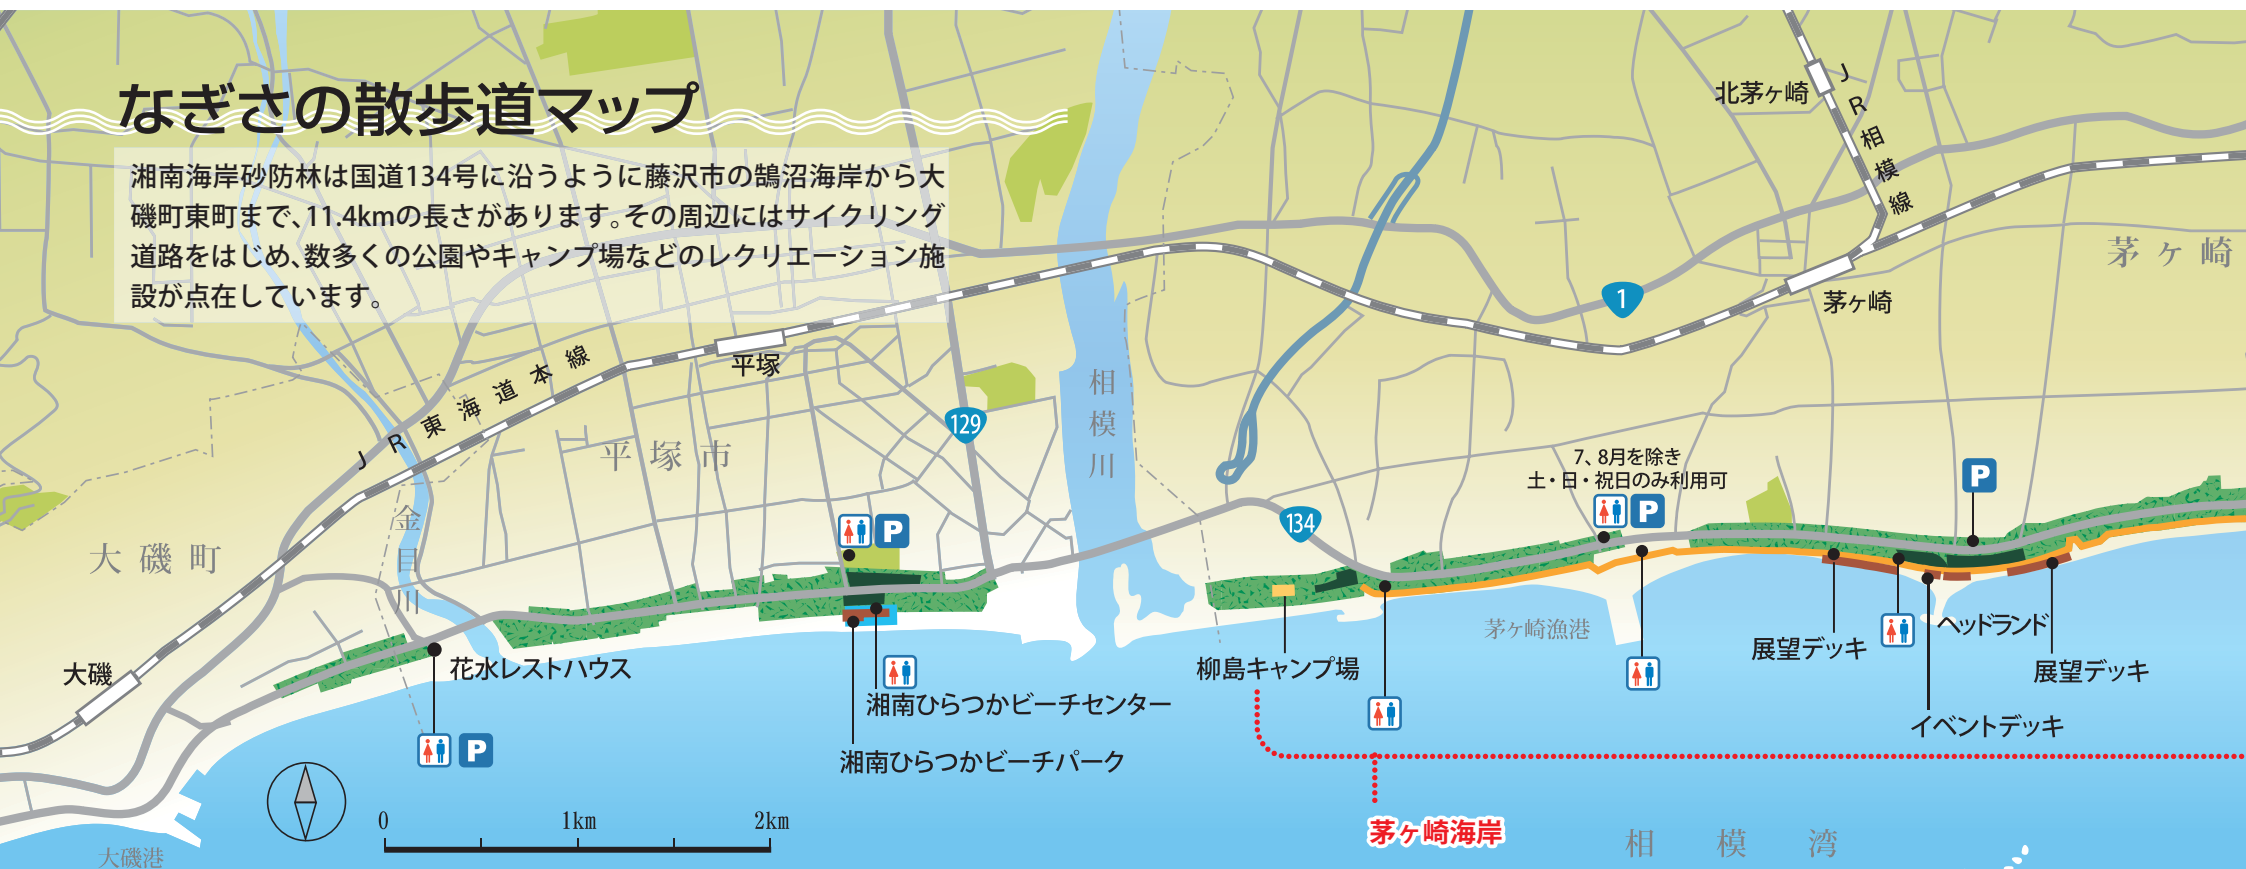 なぎさの散歩道マップ
湘南海岸砂防林は国道134号に沿うように藤沢市の鵠沼海岸から大
磯町東町まで、11.4kmの長さがあります。その周辺にはサイクリング
道路をはじめ、数多くの公園やキャンプ場などのレクリエーション施
設が点在しています。
北茅ヶ崎
JR相模線
茅ヶ崎
茅ヶ崎
1
JR東海道本線
平塚
平塚市
129
相模川
134
7、8月を除き
土・日・祝日のみ利用可
P
P
P
大磯町
金目川
大磯
花水レストハウス
P
湘南ひらつかビーチセンター
湘南ひらつかビーチパーク
柳島キャンプ場
茅ヶ崎漁港
展望デッキ
ヘッドランド
展望デッキ
イベントデッキ
茅ヶ崎海岸
相模湾
大磯港
0 1km 2km